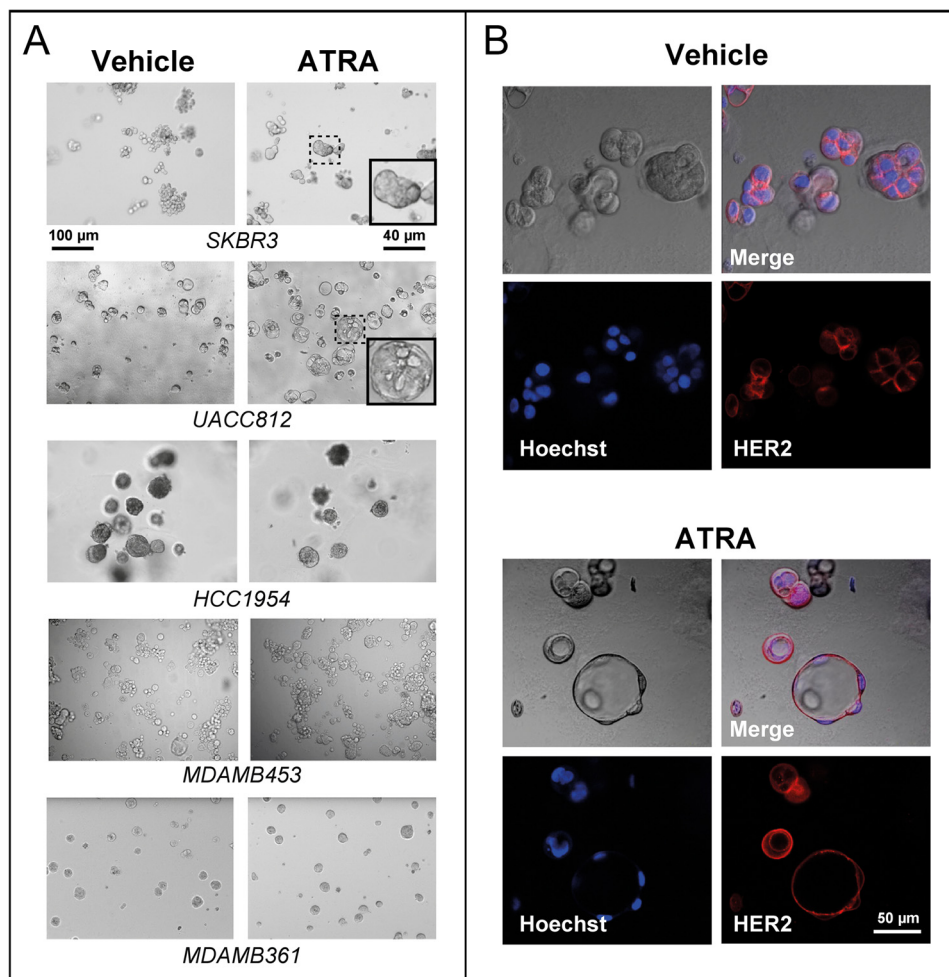 A
Vehicle ATRA
100 µm 40 µm
SKBR3
UACC812
HCC1954
MDAMB453
MDAMB361
B
Vehicle
Merge
Hoechst HER2
ATRA
Merge
Hoechst HER2
50 µm